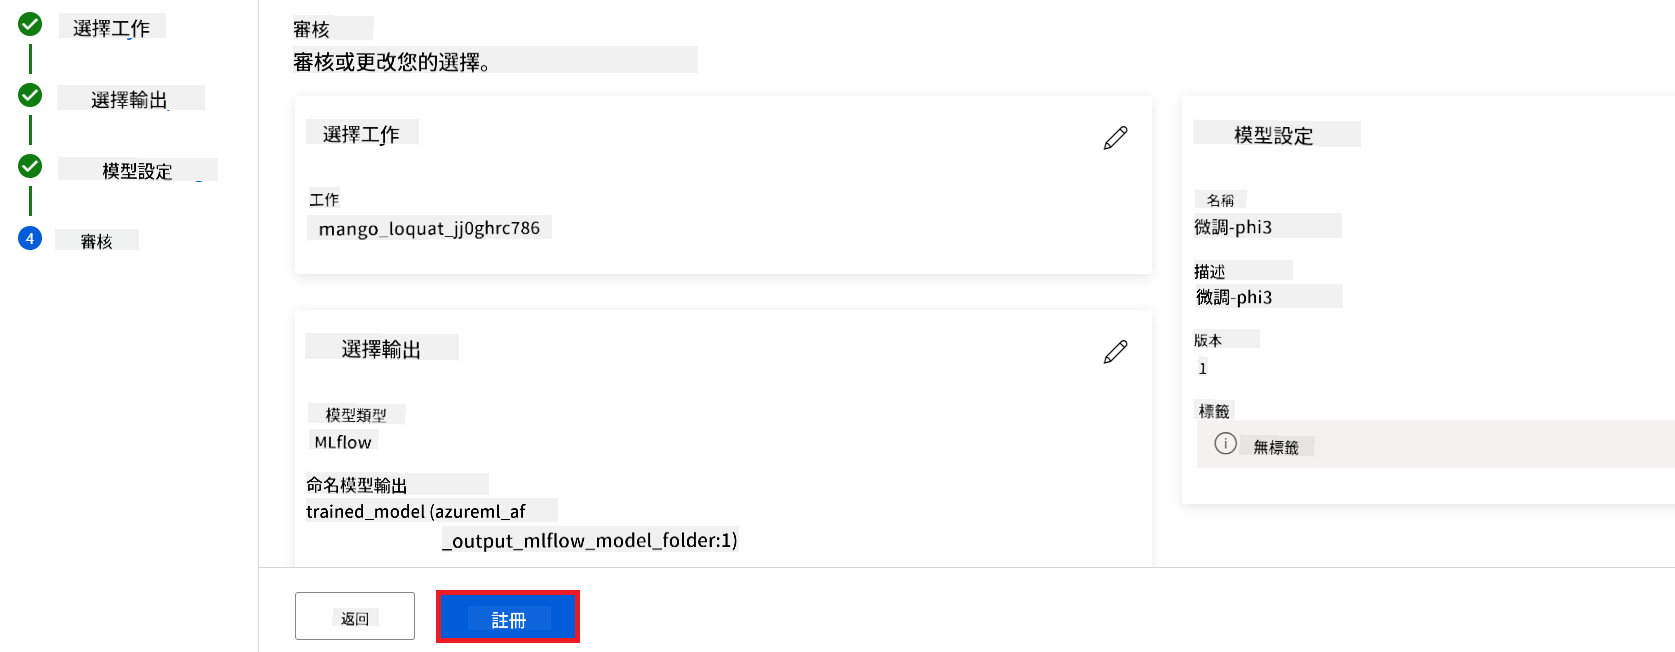 選擇工作
選擇輸出
模型設定
4
審核
審核
審核或更改您的選擇。
選擇工作
工作
mango_loquat_jj0ghrc786
選擇輸出
模型類型
MLflow
命名模型輸出
trained_model (azureml_af
_output_mlflow_model_folder:1)
模型設定
名稱
微調-phi3
描述
微調-phi3
版本
1
標籤
無標籤
返回
註冊